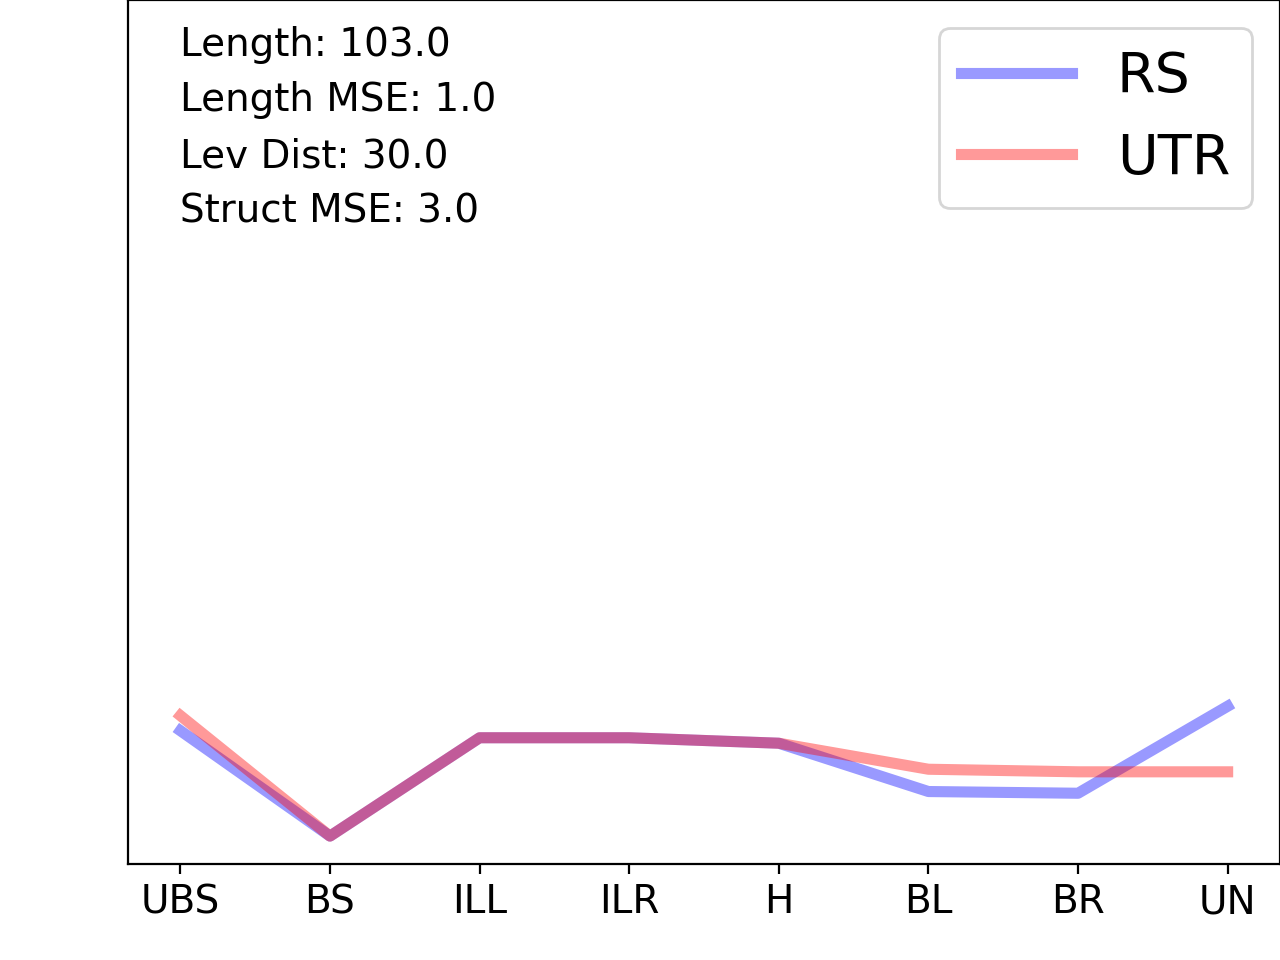 Length: 103.0
Length MSE: 1.0
Lev Dist: 30.0
Struct MSE: 3.0
RS
UTR
UBS BS ILL ILR H BL BR UN